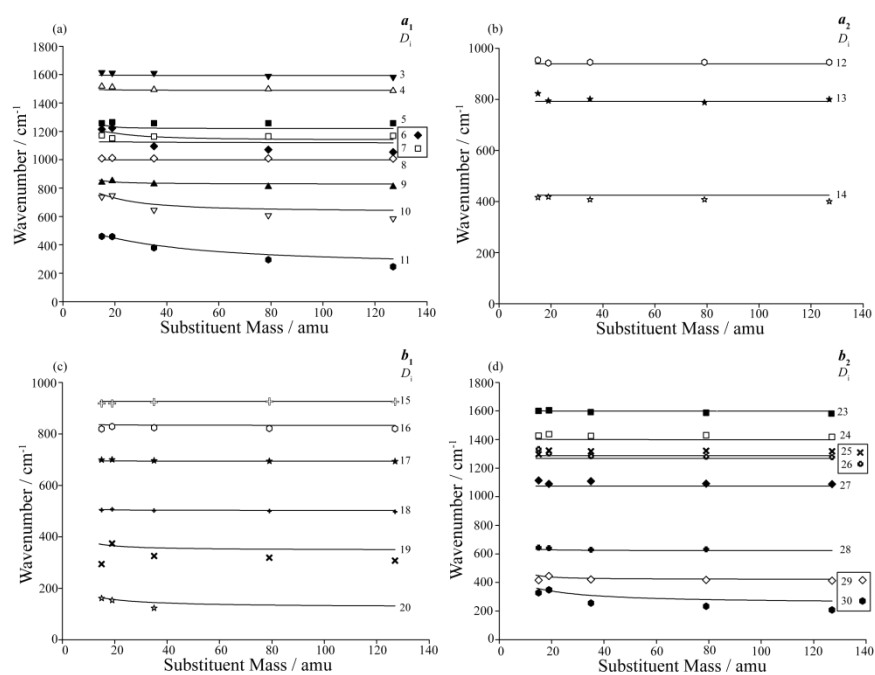 (a)
a₁
Dᵢ
1800
1600
1400
1200
1000
800
600
400
200
0
0 20 40 60 80 100 120 140
Wavenumber / cm⁻¹
Substituent Mass / amu
3
4
5
6
7
8
9
10
11
(b)
a₂
Dᵢ
1000
800
600
400
200
0
0 20 40 60 80 100 120 140
Wavenumber / cm⁻¹
Substituent Mass / amu
12
13
14
(c)
b₁
Dᵢ
1000
800
600
400
200
0
0 20 40 60 80 100 120 140
Wavenumber / cm⁻¹
Substituent Mass / amu
15
16
17
18
19
20
(d)
b₂
Dᵢ
1800
1600
1400
1200
1000
800
600
400
200
0
0 20 40 60 80 100 120 140
Wavenumber / cm⁻¹
Substituent Mass / amu
23
24
25
26
27
28
29
30